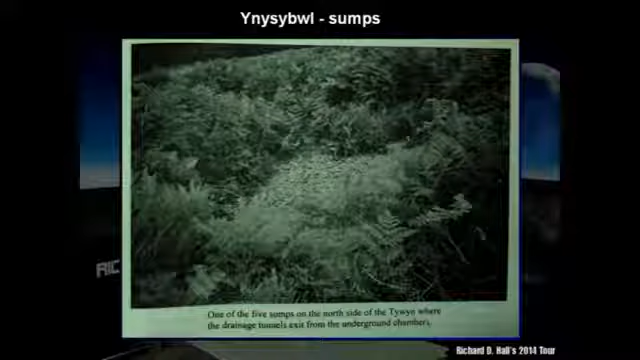 Ynysybwl - sumps
RIC
One of the five sumps on the north side of the Tywyn where
the drainage tunnels exit from the underground chambers.
Richard D. Hall's 2014 Tour